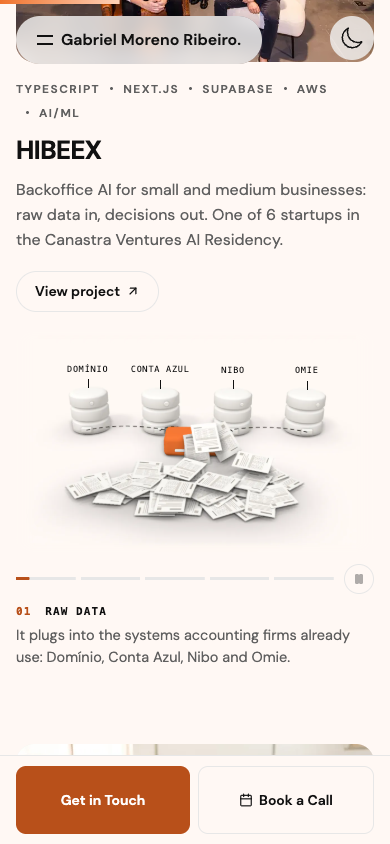 Gabriel Moreno Ribeiro.
TYPESCRIPT • NEXT.JS • SUPABASE • AWS
• AI/ML
HIBEEX
Backoffice AI for small and medium businesses:
raw data in, decisions out. One of 6 startups in
the Canastra Ventures AI Residency.
View project
DOMÍNIO CONTA AZUL NIBO OMIE
01 RAW DATA
It plugs into the systems accounting firms already
use: Domínio, Conta Azul, Nibo and Omie.
Get in Touch Book a Call